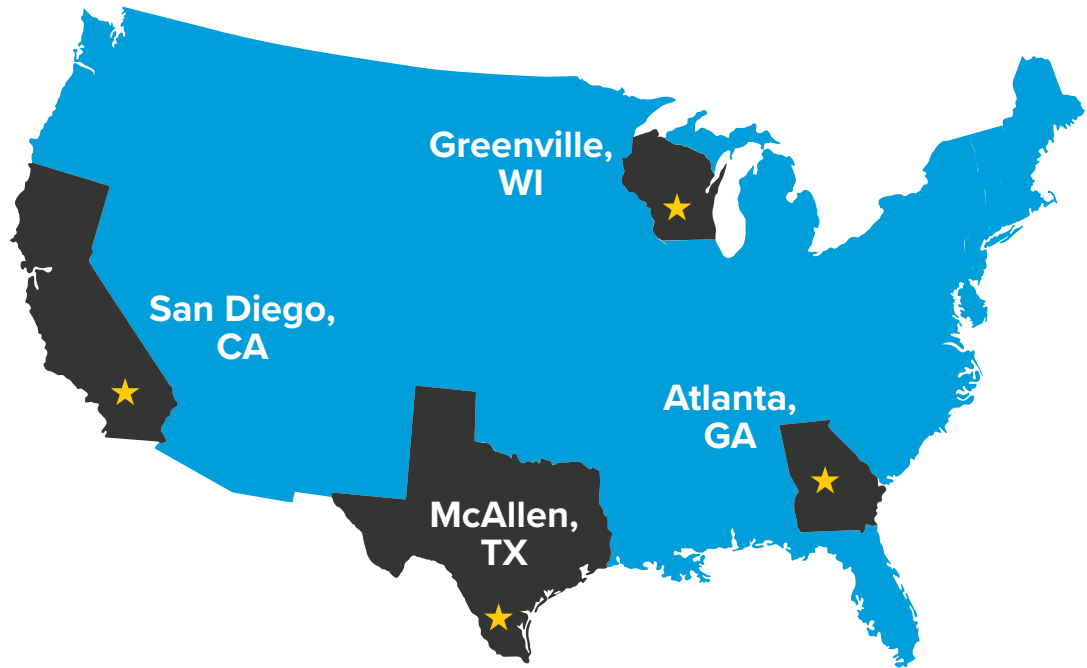 Greenville,
WI
San Diego,
CA
Atlanta,
GA
McAllen,
TX